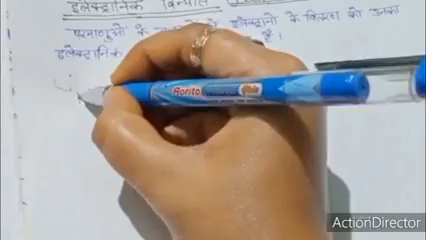 इलेक्ट्रानिक विन्यास
परमाणुओ के इलेक्ट्रानो के वितरण को उनका
इलेक्ट्रानिक है।
Rorito
ActionDirector